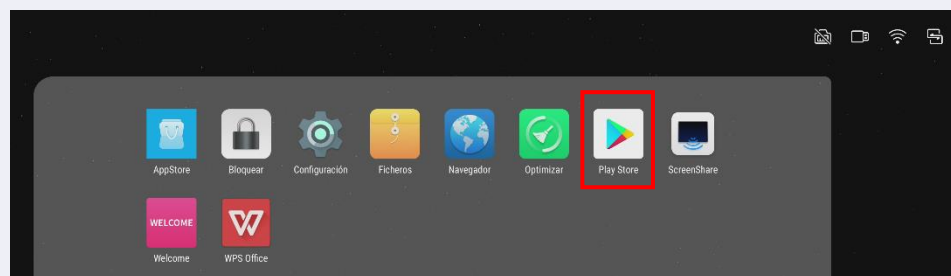 AppStore Bloquear Configuración Ficheros Navegador Optimizar Play Store ScreenShare
WELCOME
Welcome WPS Office